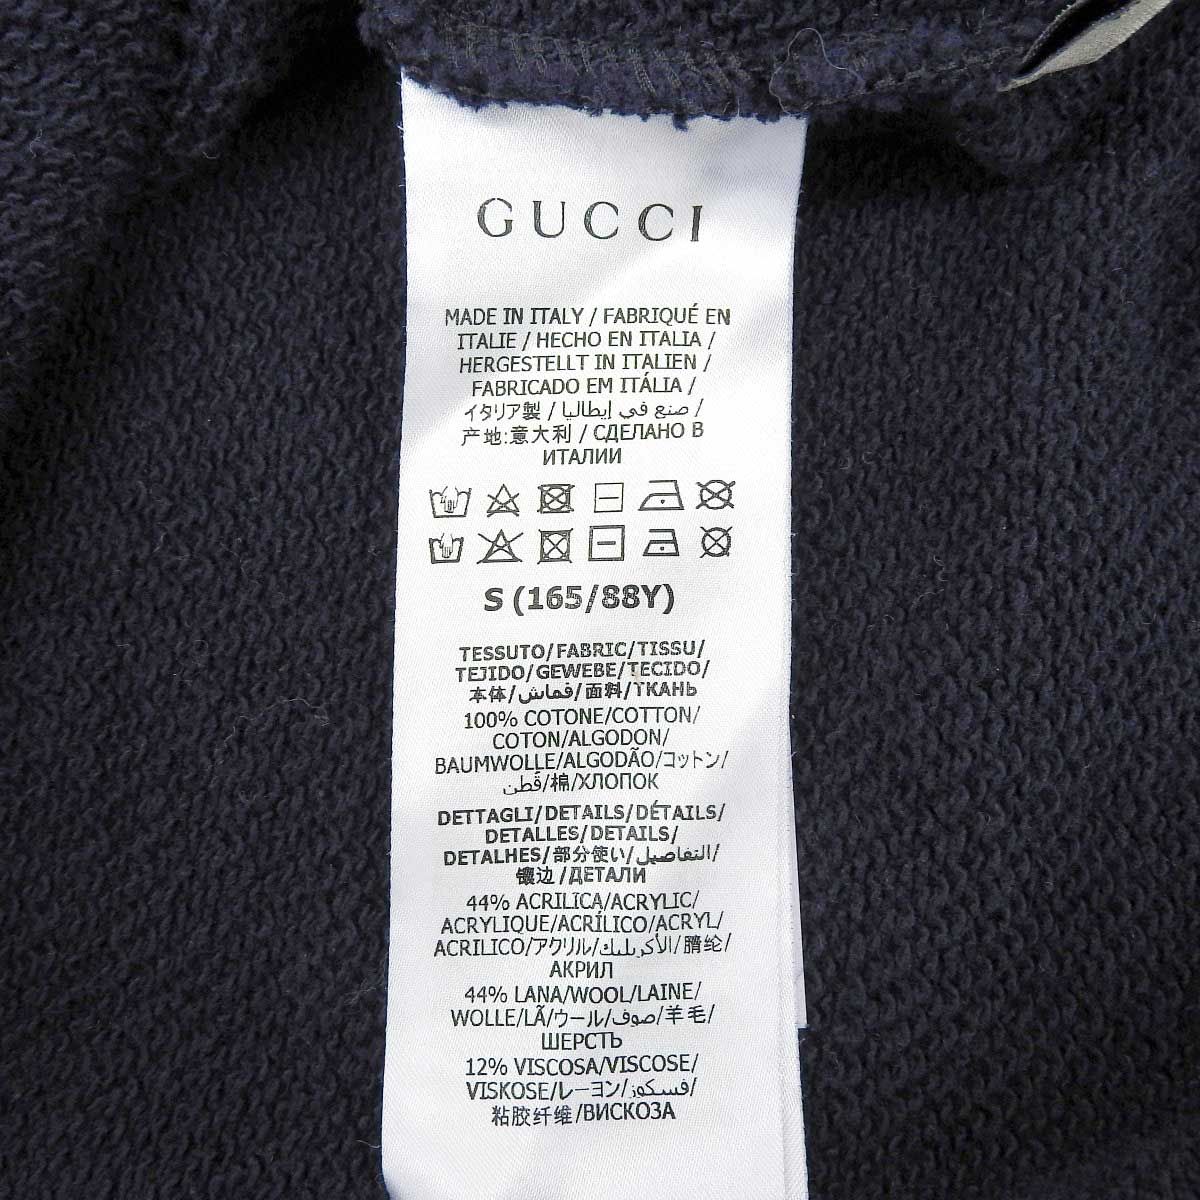 GUCCI
MADE IN ITALY / FABRIQUÉ EN
ITALIE / HECHO EN ITALIA /
HERGESTELLT IN ITALIEN /
FABRICADO EM ITÁLIA /
イタリア製 / صنع في إيطاليا /
产地:意大利 / СДЕЛАНО В
ИТАЛИИ
S (165/88Y)
TESSUTO/FABRIC/TISSU/
TEJIDO/GEWEBE/TECIDO/
本体/قماش/面料/ТКАНЬ
100% COTONE/COTTON/
COTON/ALGODON/
BAUMWOLLE/ALGODÃO/コットン/
قطن/棉/ХЛОПОК
DETTAGLI/DETAILS/DÉTAILS/
DETALLES/DETAILS/
DETALHES/部分使い/التفاصيل/
镶边/ДЕТАЛИ
44% ACRILICA/ACRYLIC/
ACRYLIQUE/ACRÍLICO/ACRYL/
ACRILICO/アクリル/الأكريليك/腈纶/
АКРИЛ
44% LANA/WOOL/LAINE/
WOLLE/LÃ/ウール/صوف/羊毛/
ШЕРСТЬ
12% VISCOSA/VISCOSE/
VISKOSE/レーヨン/فسكوز/
粘胶纤维/ВИСКОЗА